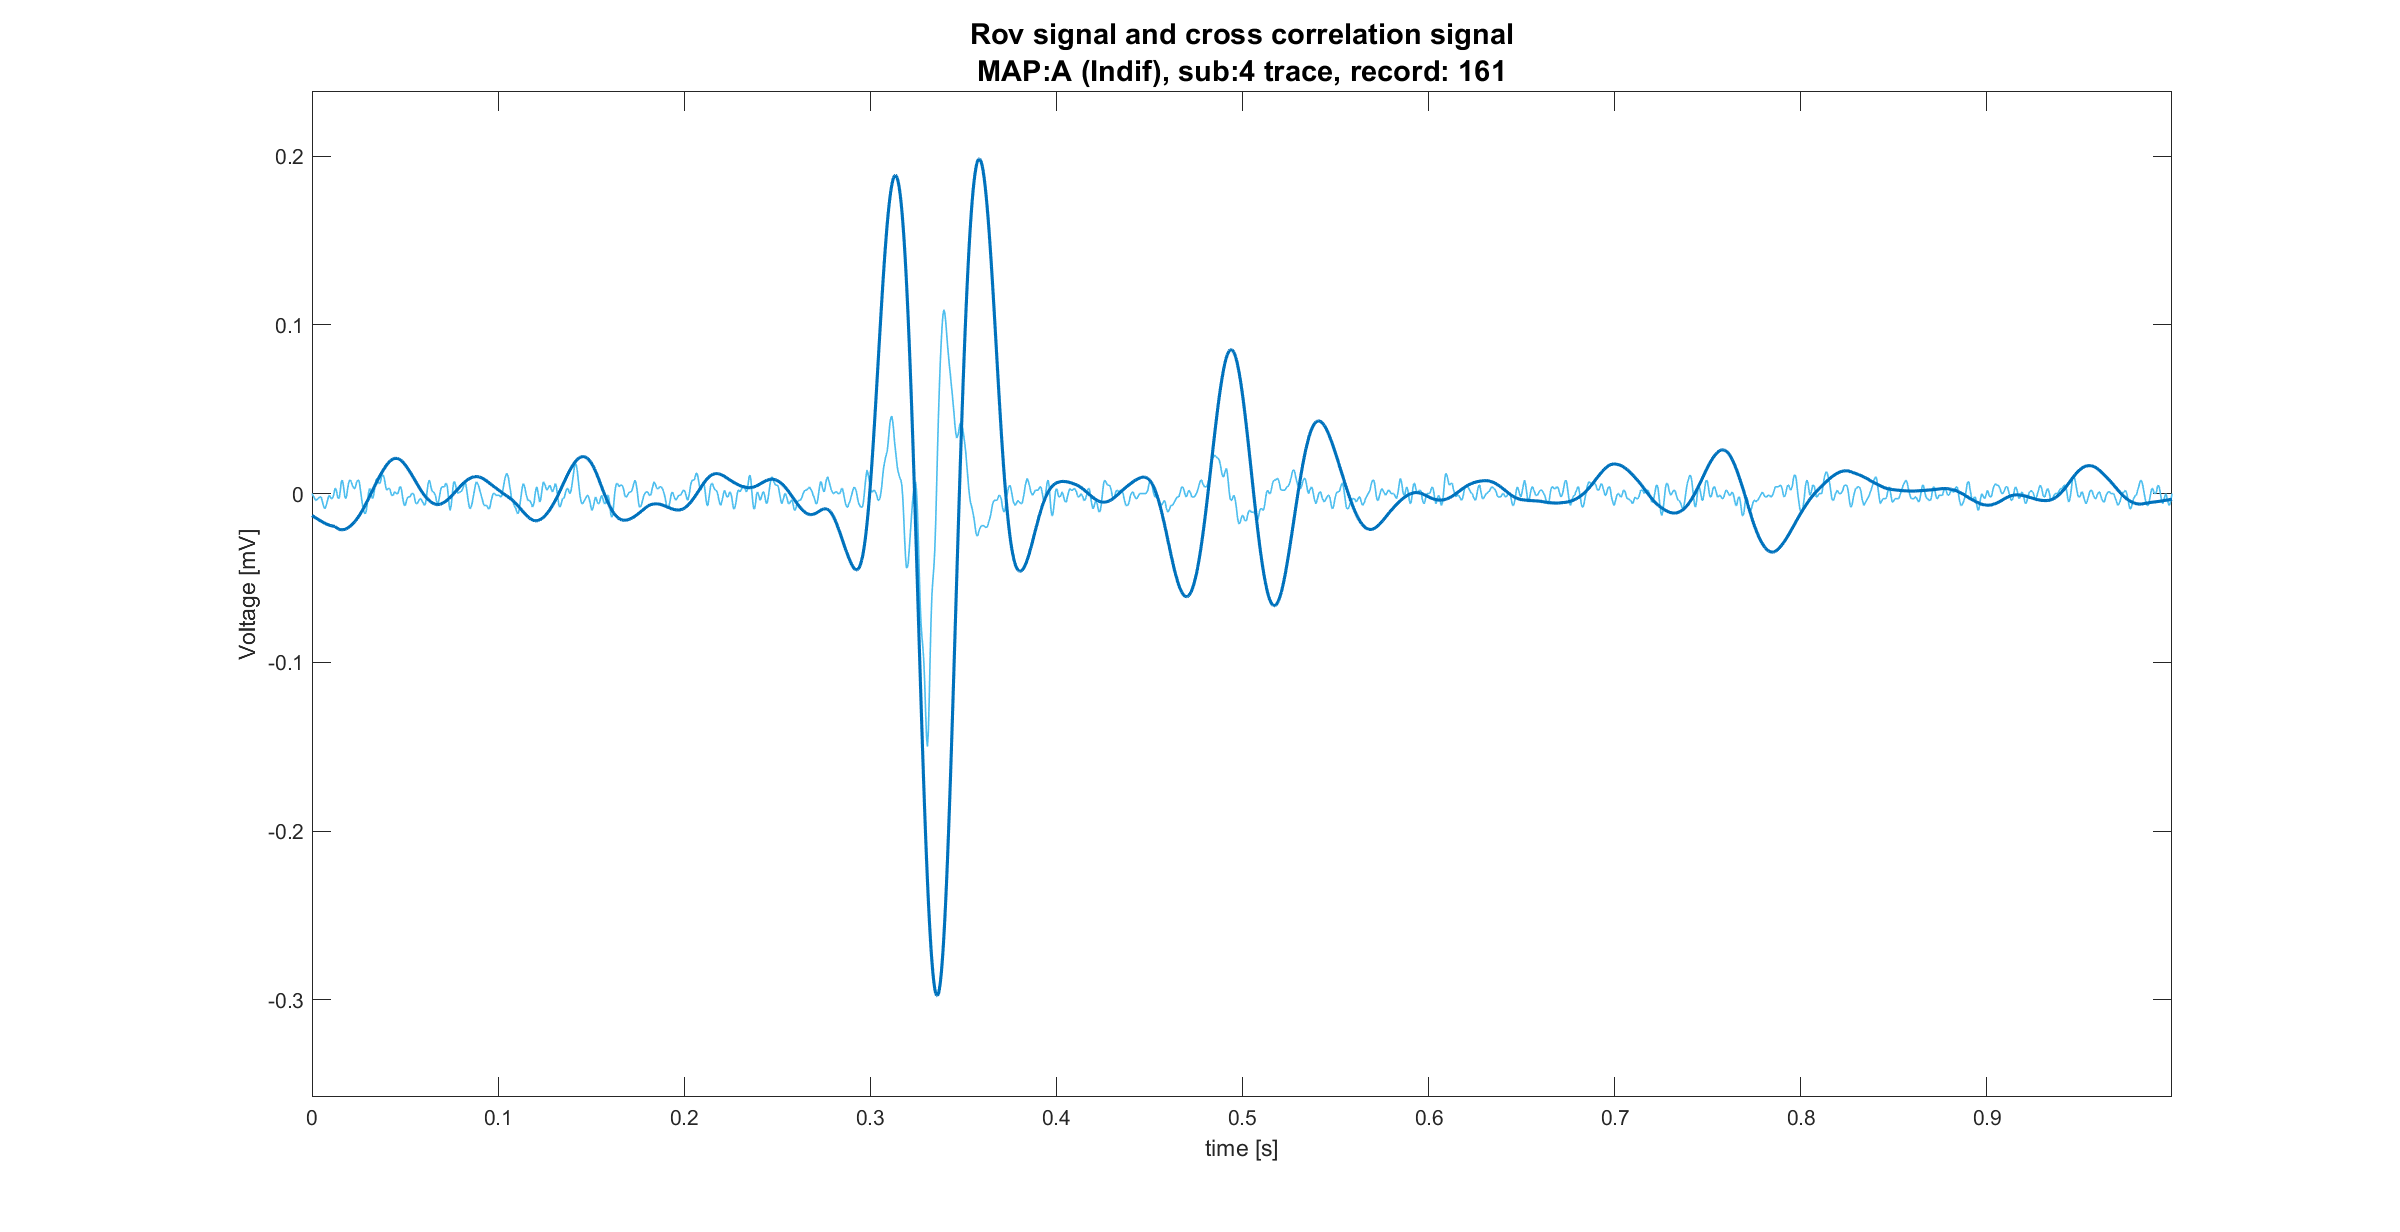 Rov signal and cross correlation signal
MAP:A (Indif), sub:4 trace, record: 161
0.2
0.1
0
-0.1
-0.2
-0.3
Voltage [mV]
0 0.1 0.2 0.3 0.4 0.5 0.6 0.7 0.8 0.9
time [s]